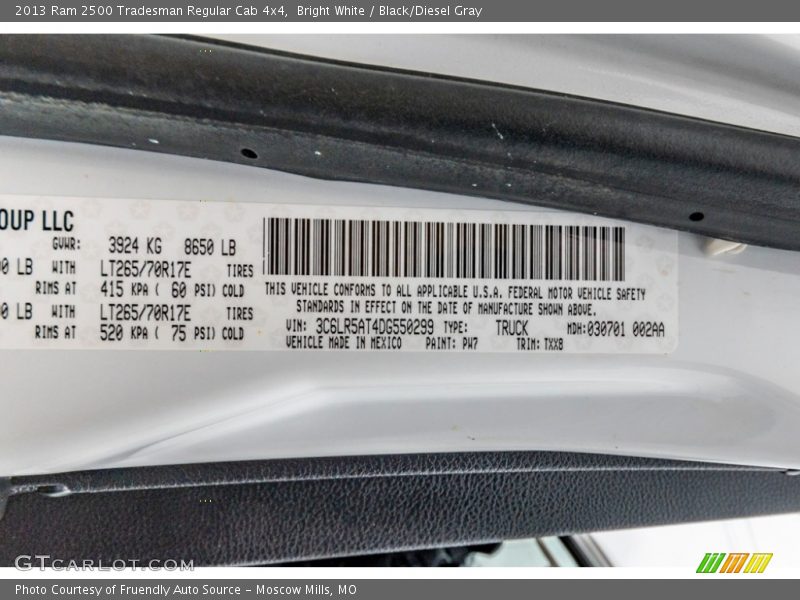 2013 Ram 2500 Tradesman Regular Cab 4x4, Bright White / Black/Diesel Gray
OUP LLC
GVWR: 3924 KG 8650 LB
0 LB WITH LT265/70R17E TIRES
RIMS AT 415 KPA ( 60 PSI) COLD
0 LB WITH LT265/70R17E TIRES
RIMS AT 520 KPA ( 75 PSI) COLD
THIS VEHICLE CONFORMS TO ALL APPLICABLE U.S.A. FEDERAL MOTOR VEHICLE SAFETY
STANDARDS IN EFFECT ON THE DATE OF MANUFACTURE SHOWN ABOVE.
VIN: 3C6LR5AT4DG550299 TYPE: TRUCK MDH:030701 002AA
VEHICLE MADE IN MEXICO PAINT: PW7 TRIM: TXX8
GTCarLot.com
Photo Courtesy of Fruendly Auto Source - Moscow Mills, MO